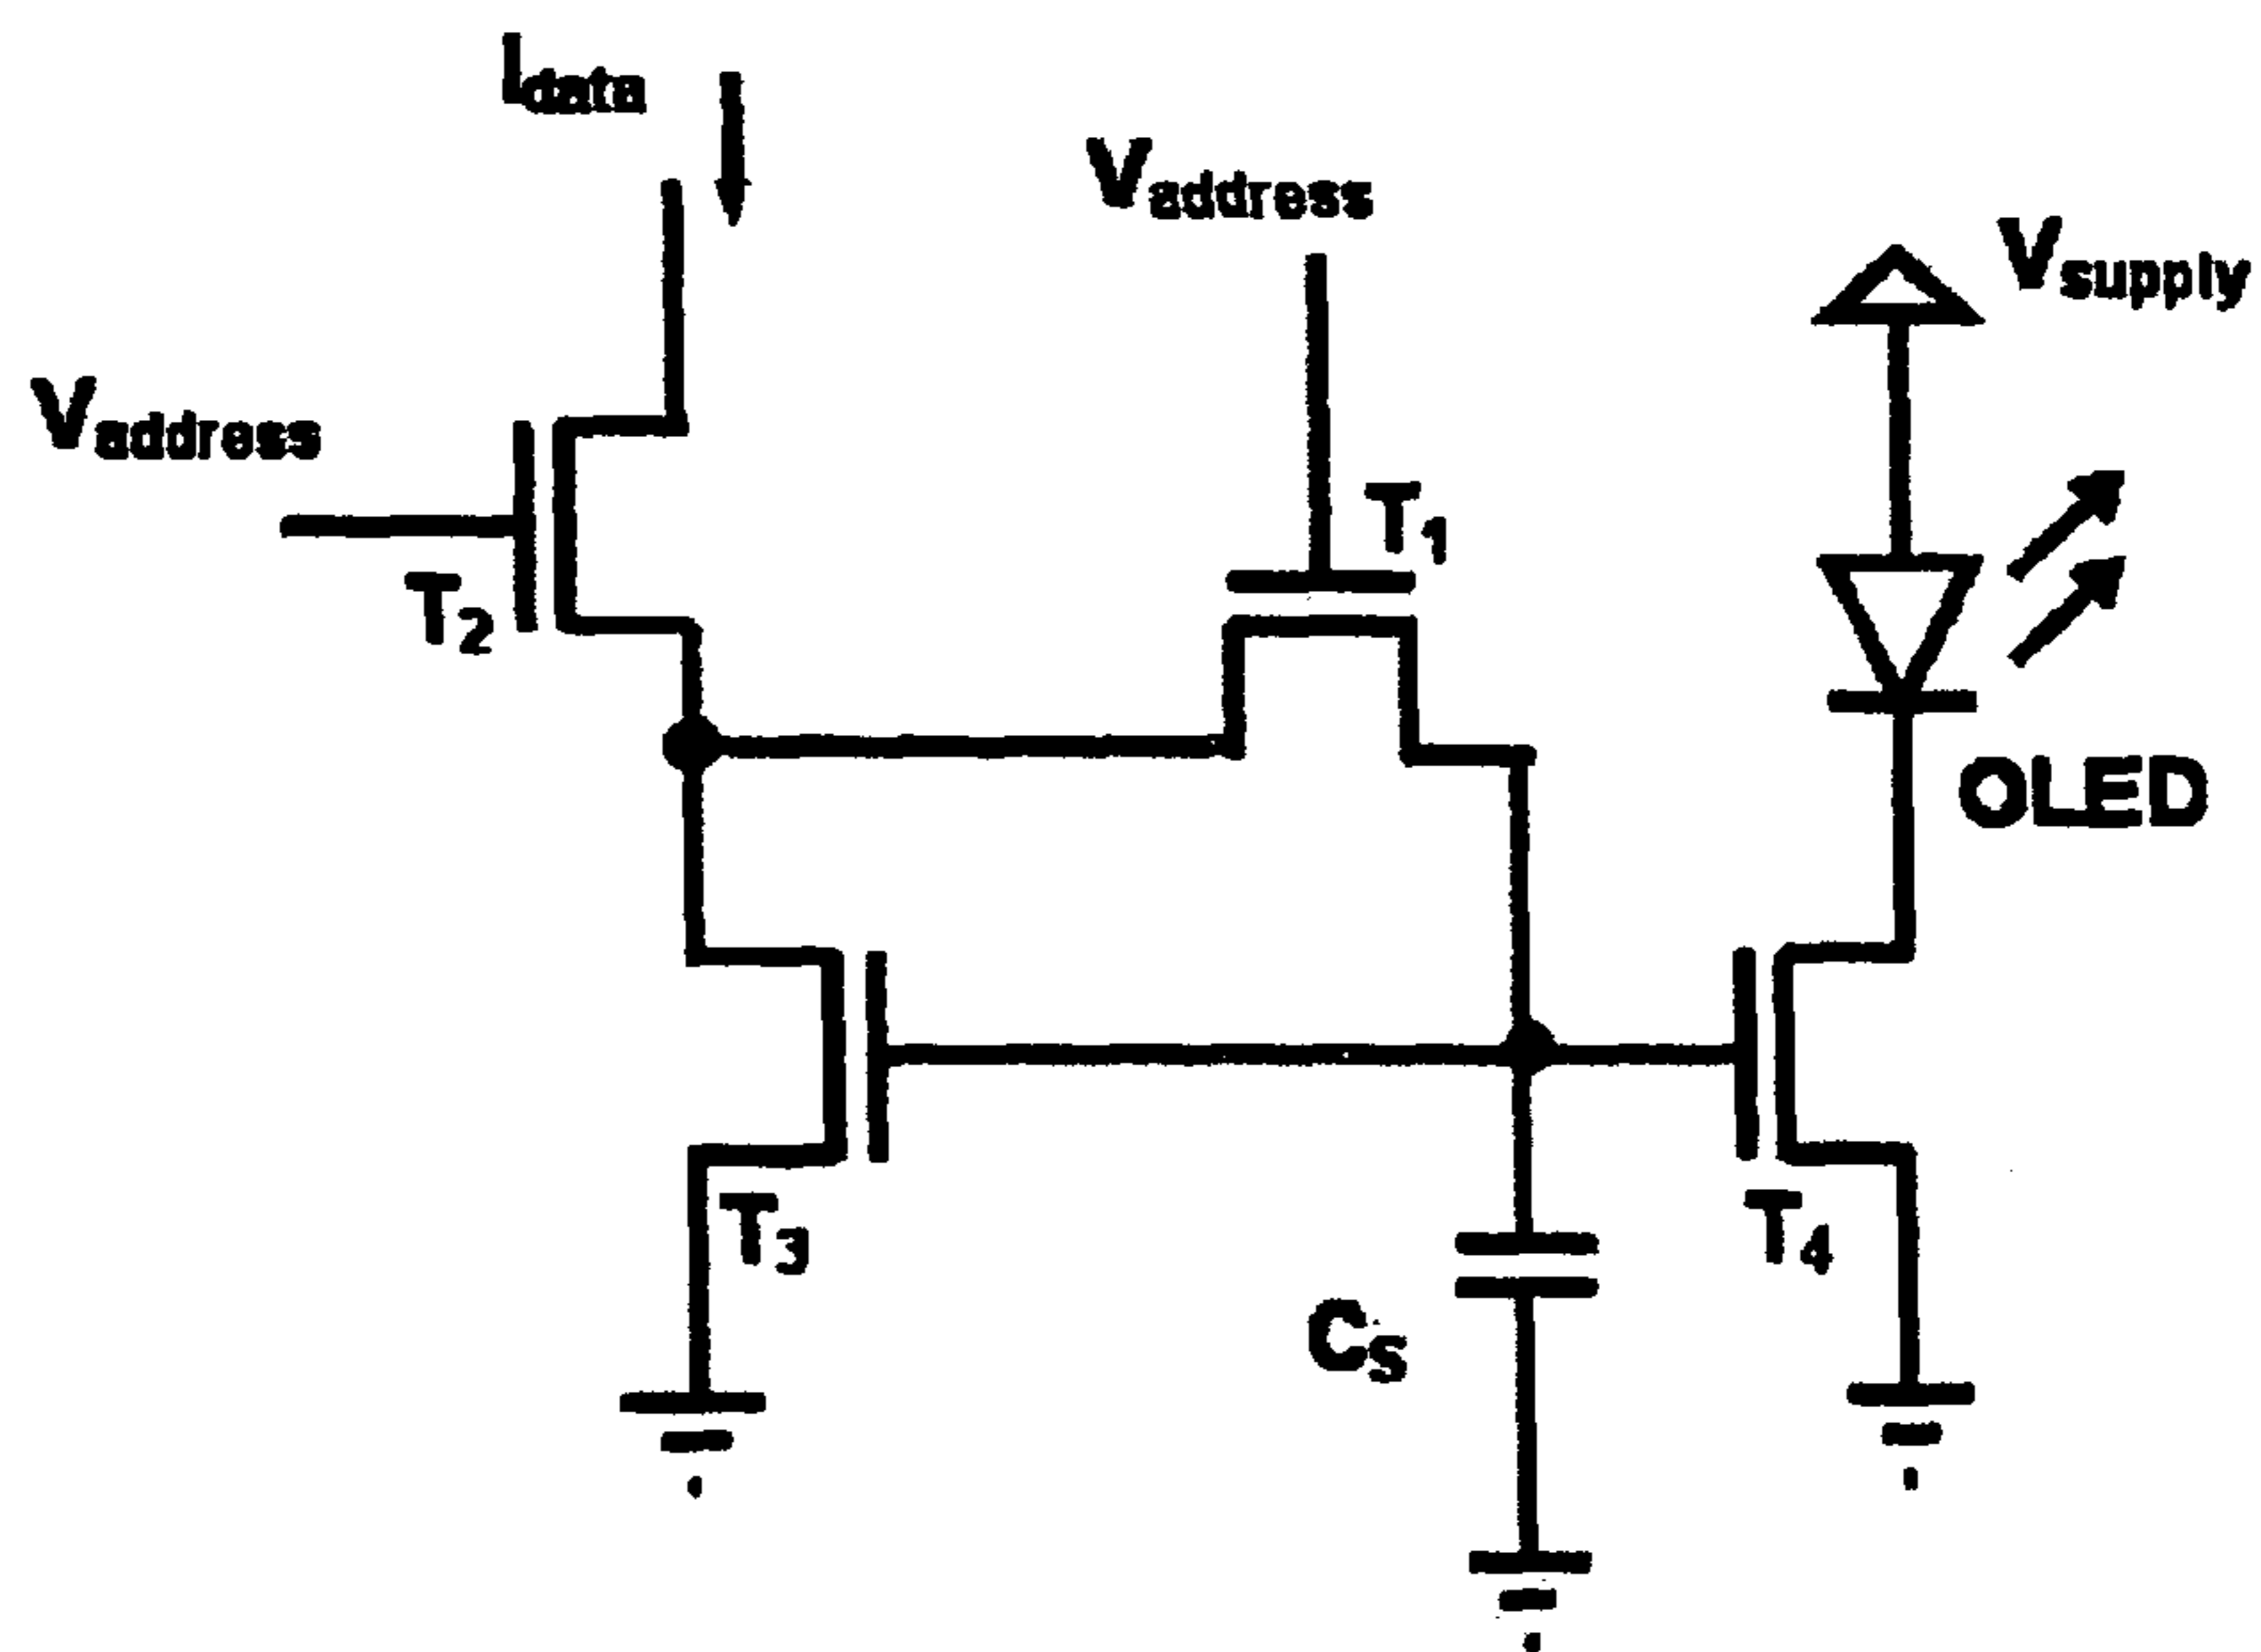 Idata
Vaddress
Vsupply
Vaddress
T1
T2
OLED
T3
T4
Cs